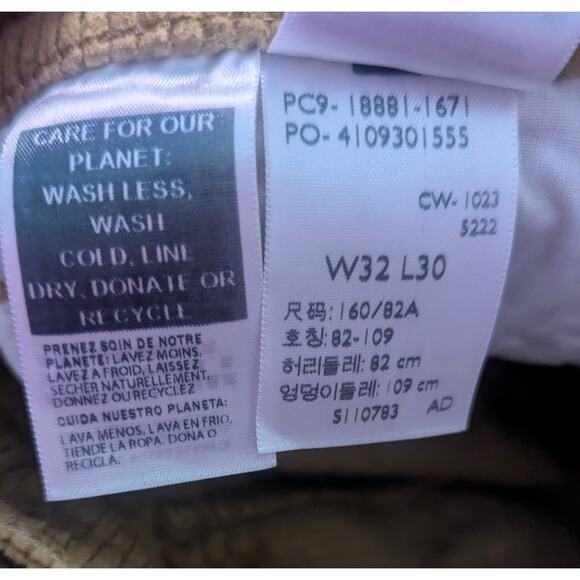 CARE FOR OUR
PLANET:
WASH LESS,
WASH
COLD, LINE
DRY, DONATE OR
RECYCLE
PRENEZ SOIN DE NOTRE
PLANÈTE: LAVEZ MOINS,
LAVEZ A FROID, LAISSEZ
SECHER NATURELLEMENT,
DONNEZ OU RECYCLEZ
CUIDA NUESTRO PLANETA:
LAVA MENOS, LAVA EN FRIO,
TIENDE LA ROPA, DONA O
RECICLA.
PC9-18881-1671
PO-4109301555
CW-1023
5222
W32 L30
尺码:160/82A
호칭:82-109
허리둘레: 82 cm
엉덩이둘레: 109 cm
S110783 AD